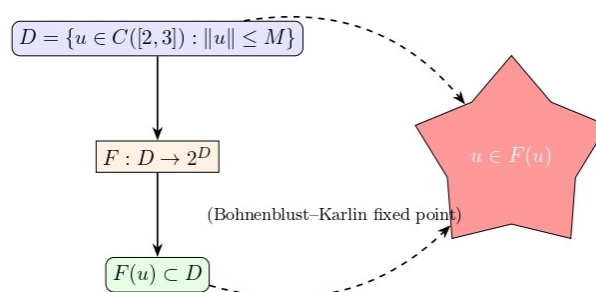 D = {u ∈ C([2, 3]) : ‖u‖ ≤ M}
F : D → 2^D
u ∈ F(u)
(Bohnenblust–Karlin fixed point)
F(u) ⊂ D